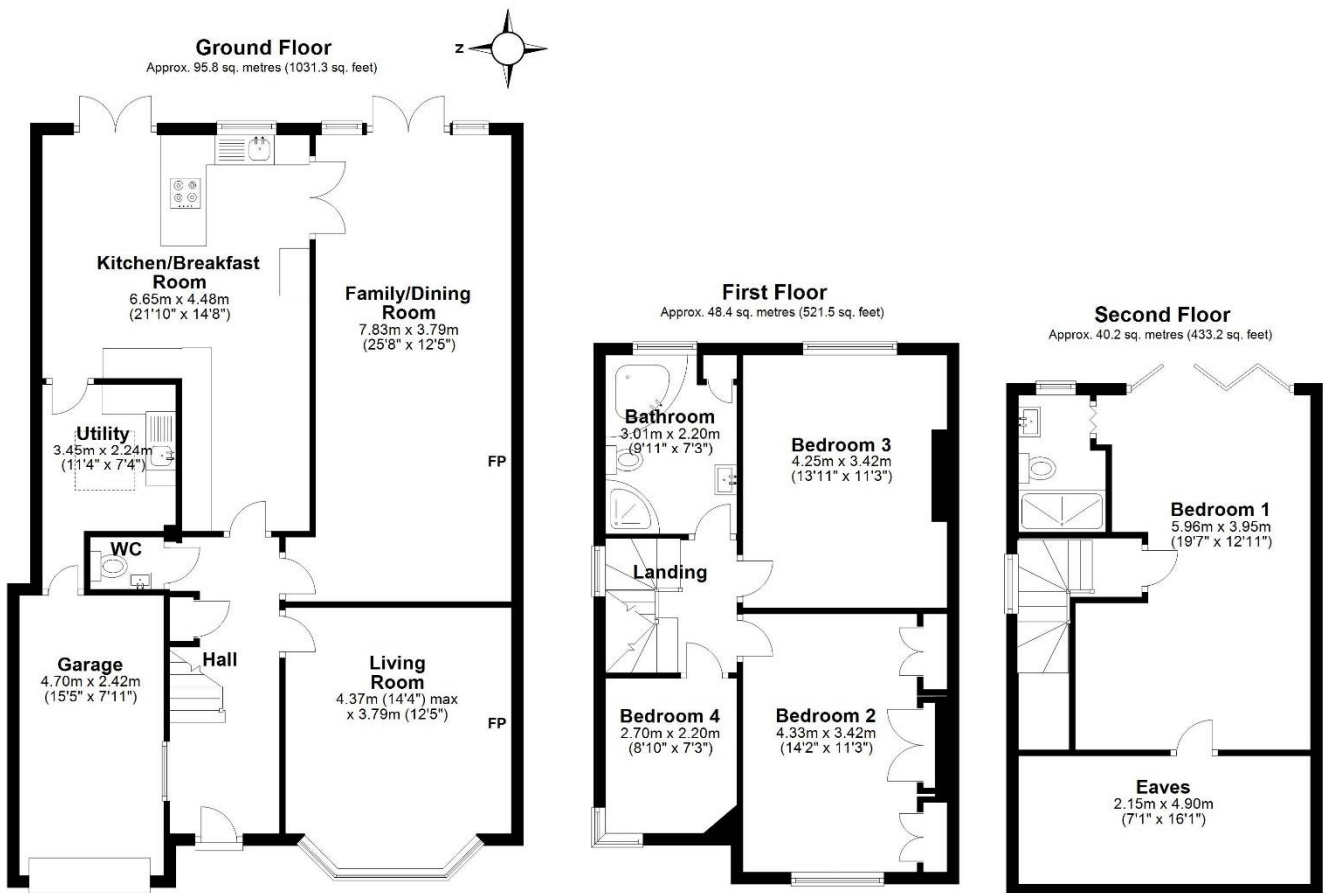 Ground Floor
Approx. 95.8 sq. metres (1031.3 sq. feet)
Z
Kitchen/Breakfast
Room
6.65m x 4.48m
(21'10" x 14'8")
Family/Dining
Room
7.83m x 3.79m
(25'8" x 12'5")
Utility
3.45m x 2.24m
(11'4" x 7'4")
FP
WC
Garage
4.70m x 2.42m
(15'5" x 7'11")
Hall
Living
Room
4.37m (14'4") max
x 3.79m (12'5")
FP
First Floor
Approx. 48.4 sq. metres (521.5 sq. feet)
Bathroom
3.01m x 2.20m
(9'11" x 7'3")
Bedroom 3
4.25m x 3.42m
(13'11" x 11'3")
Landing
Bedroom 4
2.70m x 2.20m
(8'10" x 7'3")
Bedroom 2
4.33m x 3.42m
(14'2" x 11'3")
Second Floor
Approx. 40.2 sq. metres (433.2 sq. feet)
Bedroom 1
5.96m x 3.95m
(19'7" x 12'11")
Eaves
2.15m x 4.90m
(7'1" x 16'1")